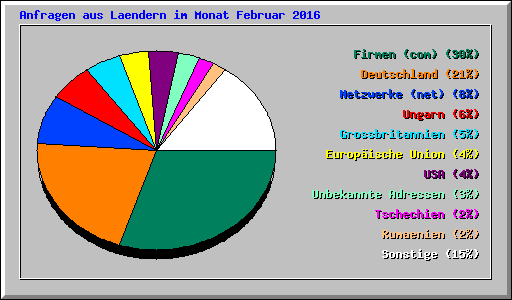 Anfragen aus Laendern im Monat Februar 2016
Firmen (com) (30%)
Deutschland (21%)
Netzwerke (net) (8%)
Ungarn (6%)
Grossbritannien (5%)
Europäische Union (4%)
USA (4%)
Unbekannte Adressen (3%)
Tschechien (2%)
Rumaenien (2%)
Sonstige (15%)